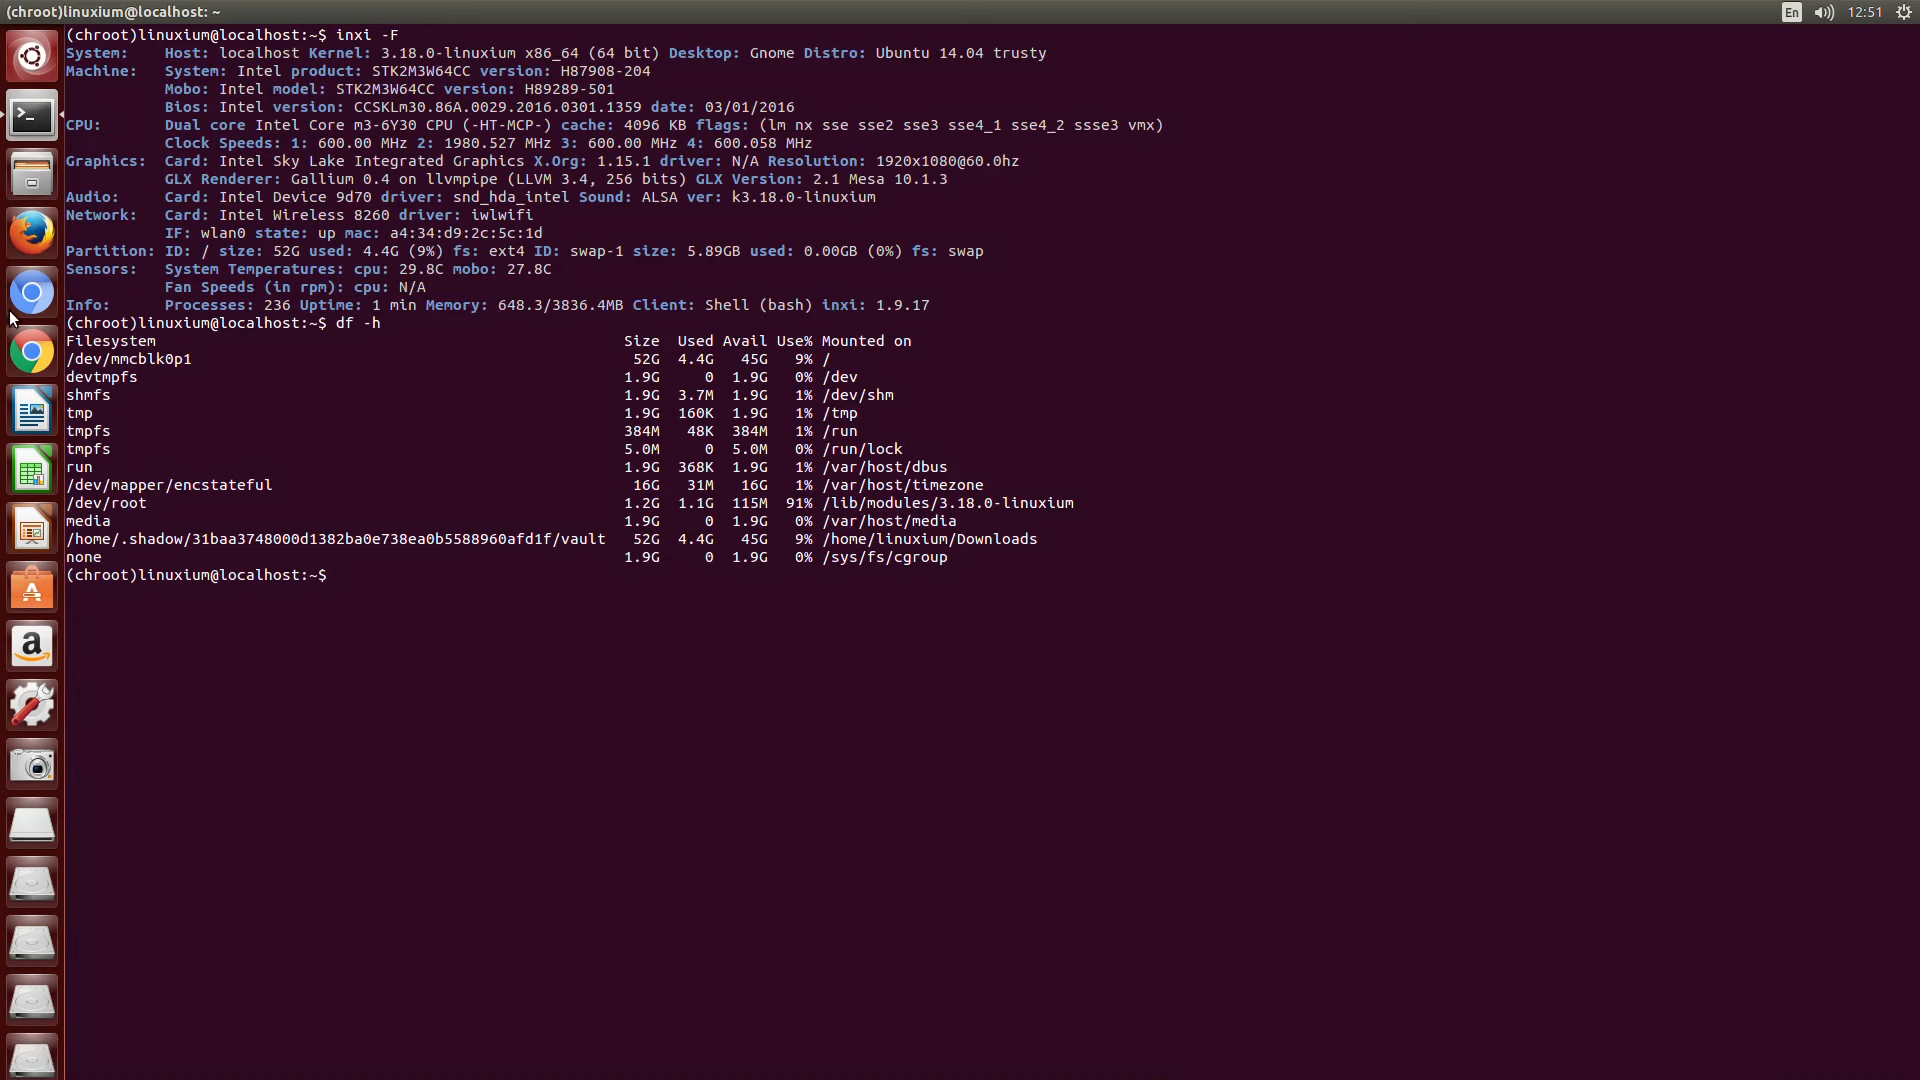 (chroot)linuxium@localhost: ~
En 12:51
(chroot)linuxium@localhost:~$ inxi -F
System: Host: localhost Kernel: 3.18.0-linuxium x86_64 (64 bit) Desktop: Gnome Distro: Ubuntu 14.04 trusty
Machine: System: Intel product: STK2M3W64CC version: H87908-204
Mobo: Intel model: STK2M3W64CC version: H89289-501
Bios: Intel version: CCSKLm30.86A.0029.2016.0301.1359 date: 03/01/2016
CPU: Dual core Intel Core m3-6Y30 CPU (-HT-MCP-) cache: 4096 KB flags: (lm nx sse sse2 sse3 sse4_1 sse4_2 ssse3 vmx)
Clock Speeds: 1: 600.00 MHz 2: 1980.527 MHz 3: 600.00 MHz 4: 600.058 MHz
Graphics: Card: Intel Sky Lake Integrated Graphics X.Org: 1.15.1 driver: N/A Resolution: 1920x1080@60.0hz
GLX Renderer: Gallium 0.4 on llvmpipe (LLVM 3.4, 256 bits) GLX Version: 2.1 Mesa 10.1.3
Audio: Card: Intel Device 9d70 driver: snd_hda_intel Sound: ALSA ver: k3.18.0-linuxium
Network: Card: Intel Wireless 8260 driver: iwlwifi
IF: wlan0 state: up mac: a4:34:d9:2c:5c:1d
Partition: ID: / size: 52G used: 4.4G (9%) fs: ext4 ID: swap-1 size: 5.89GB used: 0.00GB (0%) fs: swap
Sensors: System Temperatures: cpu: 29.8C mobo: 27.8C
Fan Speeds (in rpm): cpu: N/A
Info: Processes: 236 Uptime: 1 min Memory: 648.3/3836.4MB Client: Shell (bash) inxi: 1.9.17
(chroot)linuxium@localhost:~$ df -h
Filesystem Size Used Avail Use% Mounted on
/dev/mmcblk0p1 52G 4.4G 45G 9% /
devtmpfs 1.9G 0 1.9G 0% /dev
shmfs 1.9G 3.7M 1.9G 1% /dev/shm
tmp 1.9G 160K 1.9G 1% /tmp
tmpfs 384M 48K 384M 1% /run
tmpfs 5.0M 0 5.0M 0% /run/lock
run 1.9G 368K 1.9G 1% /var/host/dbus
/dev/mapper/encstateful 16G 31M 16G 1% /var/host/timezone
/dev/root 1.2G 1.1G 115M 91% /lib/modules/3.18.0-linuxium
media 1.9G 0 1.9G 0% /var/host/media
/home/.shadow/31baa3748000d1382ba0e738ea0b5588960afd1f/vault 52G 4.4G 45G 9% /home/linuxium/Downloads
none 1.9G 0 1.9G 0% /sys/fs/cgroup
(chroot)linuxium@localhost:~$